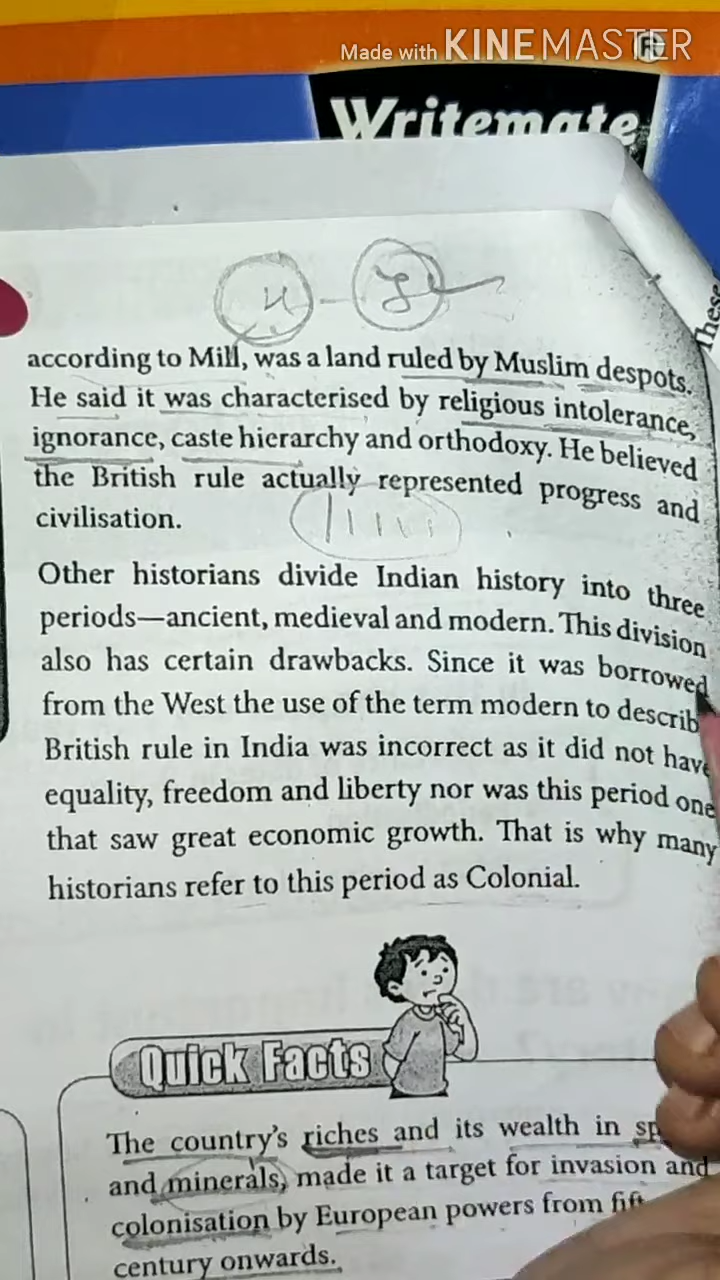 Made with KINEMASTER
Writemate
These
according to Mill, was a land ruled by Muslim despots.
He said it was characterised by religious intolerance,
ignorance, caste hierarchy and orthodoxy. He believed
the British rule actually represented progress and
civilisation.
Other historians divide Indian history into three
periods—ancient, medieval and modern. This division
also has certain drawbacks. Since it was borrowed
from the West the use of the term modern to describ
British rule in India was incorrect as it did not have
equality, freedom and liberty nor was this period one
that saw great economic growth. That is why many
historians refer to this period as Colonial.
Quick Facts
The country's riches and its wealth in sp
and minerals, made it a target for invasion and
colonisation by European powers from fift
century onwards.